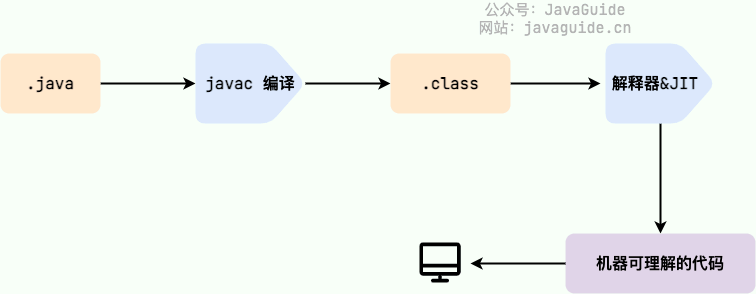 公众号：JavaGuide
网站：javaguide.cn
.java
javac 编译
.class
解释器&JIT
机器可理解的代码